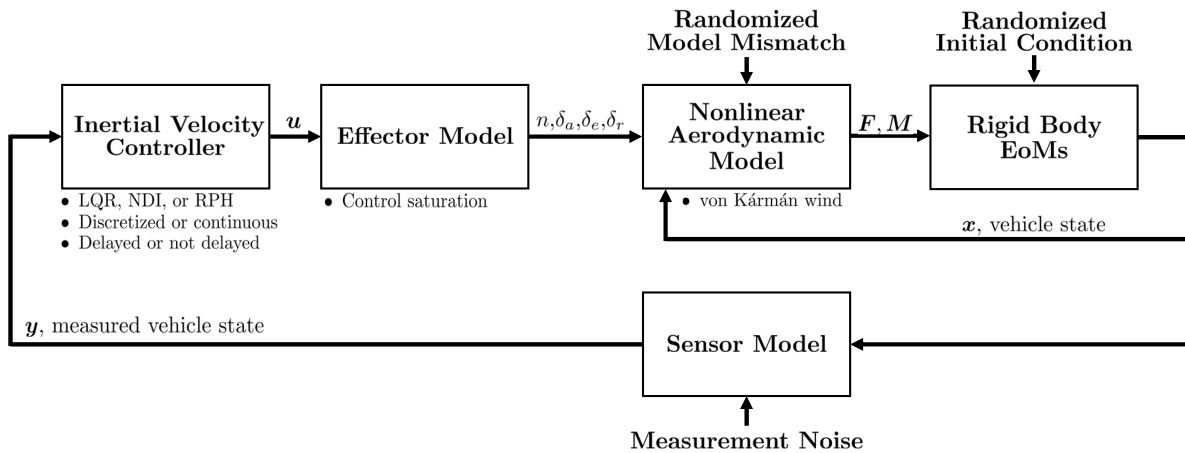 Randomized
Model Mismatch
Randomized
Initial Condition
Inertial Velocity
Controller
u
Effector Model
n,δₐ,δₑ,δᵣ
Nonlinear
Aerodynamic
Model
F, M
Rigid Body
EoMs
• LQR, NDI, or RPH
• Discretized or continuous
• Delayed or not delayed
• Control saturation
• von Kármán wind
x, vehicle state
y, measured vehicle state
Sensor Model
Measurement Noise